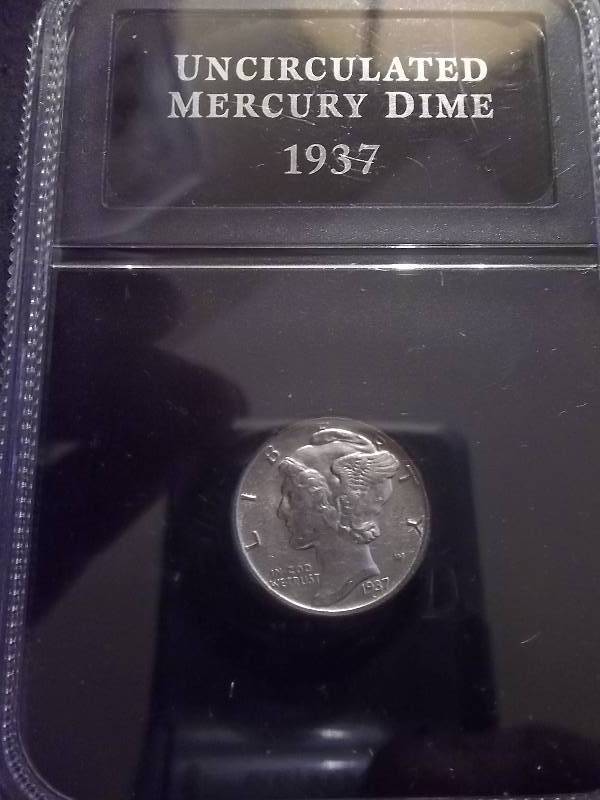 UNCIRCULATED
MERCURY DIME
1937
LIBERTY
IN GOD
WE TRUST
1937